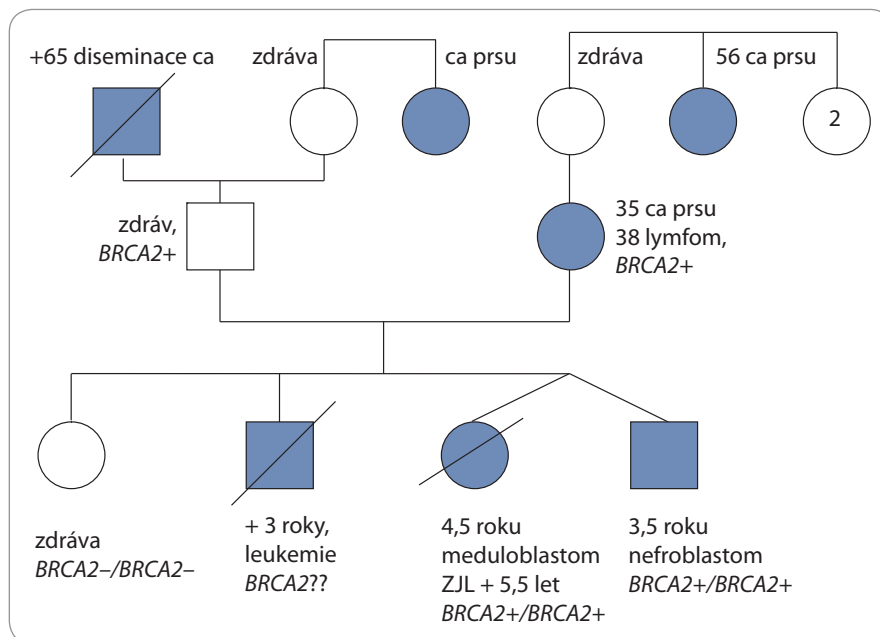 +65 diseminace ca
zdráva
ca prsu
zdráva
56 ca prsu
2
zdráv,
BRCA2+
35 ca prsu
38 lymfom,
BRCA2+
zdráva
BRCA2–/BRCA2–
+ 3 roky,
leukemie
BRCA2??
4,5 roku
meduloblastom
ZJL + 5,5 let
BRCA2+/BRCA2+
3,5 roku
nefroblastom
BRCA2+/BRCA2+